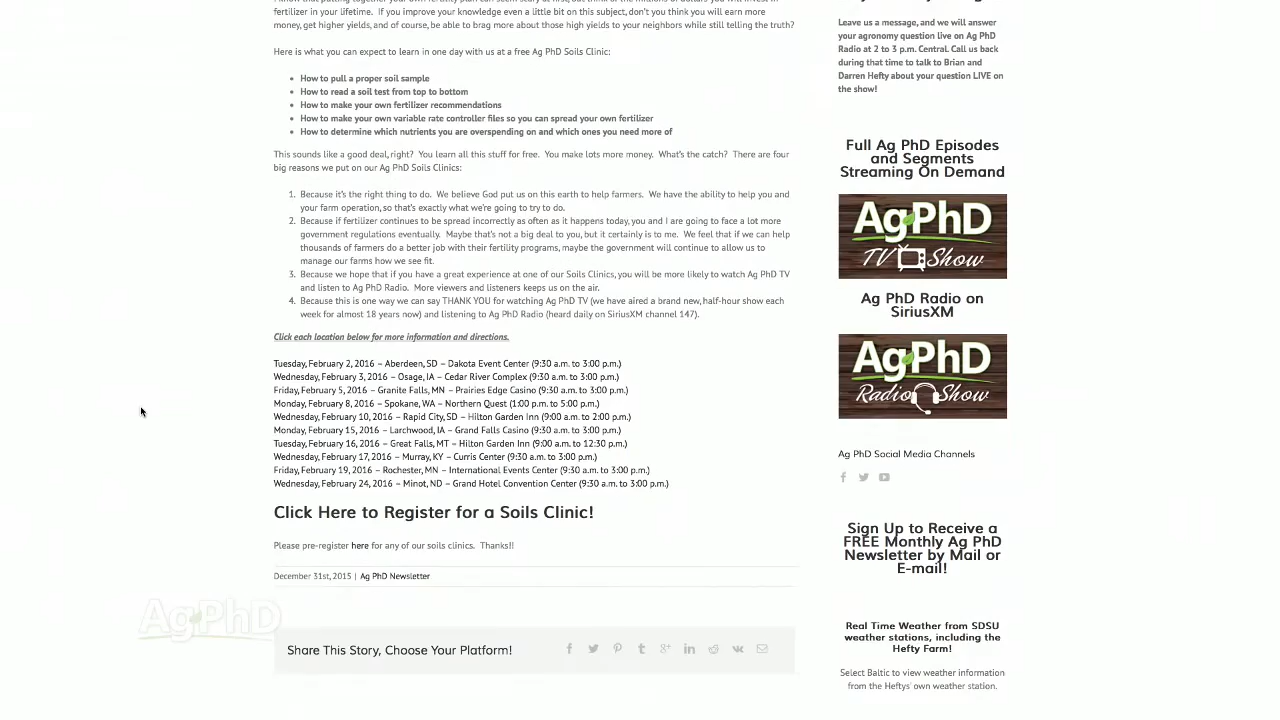 fertilizer in your lifetime.  If you improve your knowledge even a little bit on this subject, don't you think you will earn more
money, get higher yields, and of course, be able to brag more about those high yields to your neighbors while still telling the truth?
Here is what you can expect to learn in one day with us at a free Ag PhD Soils Clinic:
• How to pull a proper soil sample
• How to read a soil test from top to bottom
• How to make your own fertilizer recommendations
• How to make your own variable rate controller files so you can spread your own fertilizer
• How to determine which nutrients you are overspending on and which ones you need more of
This sounds like a good deal, right?  You learn all this stuff for free.  You make lots more money.  What's the catch?  There are four
big reasons we put on our Ag PhD Soils Clinics:
1. Because it's the right thing to do.  We believe God put us on this earth to help farmers.  We have the ability to help you and
your farm operation, so that's exactly what we're going to try to do.
2. Because if fertilizer continues to be spread incorrectly as often as it happens today, you and I are going to face a lot more
government regulations eventually.  Maybe that's not a big deal to you, but it certainly is to me.  We feel that if we can help
thousands of farmers do a better job with their fertility programs, maybe the government will continue to allow us to
manage our farms how we see fit.
3. Because we hope that if you have a great experience at one of our Soils Clinics, you will be more likely to watch Ag PhD TV
and listen to Ag PhD Radio.  More viewers and listeners keeps us on the air.
4. Because this is one way we can say THANK YOU for watching Ag PhD TV (we have aired a brand new, half-hour show each
week for almost 18 years now) and listening to Ag PhD Radio (heard daily on SiriusXM channel 147).
Click each location below for more information and directions.
Tuesday, February 2, 2016 – Aberdeen, SD – Dakota Event Center (9:30 a.m. to 3:00 p.m.)
Wednesday, February 3, 2016 – Osage, IA – Cedar River Complex (9:30 a.m. to 3:00 p.m.)
Friday, February 5, 2016 – Granite Falls, MN – Prairies Edge Casino (9:30 a.m. to 3:00 p.m.)
Monday, February 8, 2016 – Spokane, WA – Northern Quest (1:00 p.m. to 5:00 p.m.)
Wednesday, February 10, 2016 – Rapid City, SD – Hilton Garden Inn (9:00 a.m. to 2:00 p.m.)
Monday, February 15, 2016 – Larchwood, IA – Grand Falls Casino (9:30 a.m. to 3:00 p.m.)
Tuesday, February 16, 2016 – Great Falls, MT – Hilton Garden Inn (9:00 a.m. to 12:30 p.m.)
Wednesday, February 17, 2016 – Murray, KY – Curris Center (9:30 a.m. to 3:00 p.m.)
Friday, February 19, 2016 – Rochester, MN – International Events Center (9:30 a.m. to 3:00 p.m.)
Wednesday, February 24, 2016 – Minot, ND – Grand Hotel Convention Center (9:30 a.m. to 3:00 p.m.)
Click Here to Register for a Soils Clinic!
Please pre-register here for any of our soils clinics.  Thanks!!
December 31st, 2015 | Ag PhD Newsletter
AgPhD
Share This Story, Choose Your Platform!
Leave us a message, and we will answer
your agronomy question live on Ag PhD
Radio at 2 to 3 p.m. Central. Call us back
during that time to talk to Brian and
Darren Hefty about your question LIVE on
the show!
Full Ag PhD Episodes
and Segments
Streaming On Demand
AgPhD
TV Show
Ag PhD Radio on
SiriusXM
AgPhD
Radio Show
Ag PhD Social Media Channels
Sign Up to Receive a
FREE Monthly Ag PhD
Newsletter by Mail or
E-mail!
Real Time Weather from SDSU
weather stations, including the
Hefty Farm!
Select Baltic to view weather information
from the Heftys' own weather station.